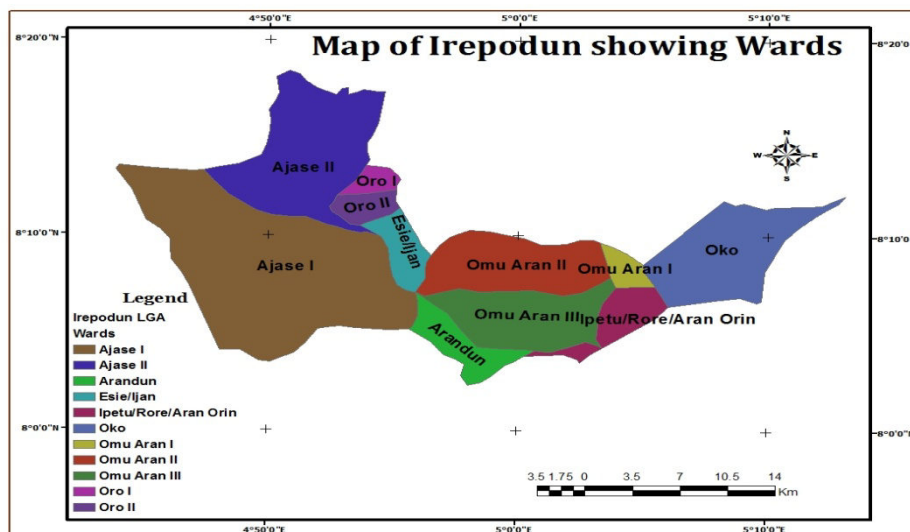 4°50'0"E 5°0'0"E 5°10'0"E
8°20'0"N 8°20'0"N
Map of Irepodun showing Wards
N
W E
S
Ajase II
Oro I
Oro II
8°10'0"N 8°10'0"N
Esie/Ijan
Oko
Ajase I
Omu Aran II
Omu Aran I
Omu Aran III
Ipetu/Rore/Aran Orin
Arandun
Legend
Irepodun LGA
Wards
Ajase I
Ajase II
Arandun
Esie/Ijan
Ipetu/Rore/Aran Orin
Oko
Omu Aran I
Omu Aran II
Omu Aran III
Oro I
Oro II
8°0'0"N 8°0'0"N
3.5 1.75 0 3.5 7 10.5 14
Km
4°50'0"E 5°0'0"E 5°10'0"E